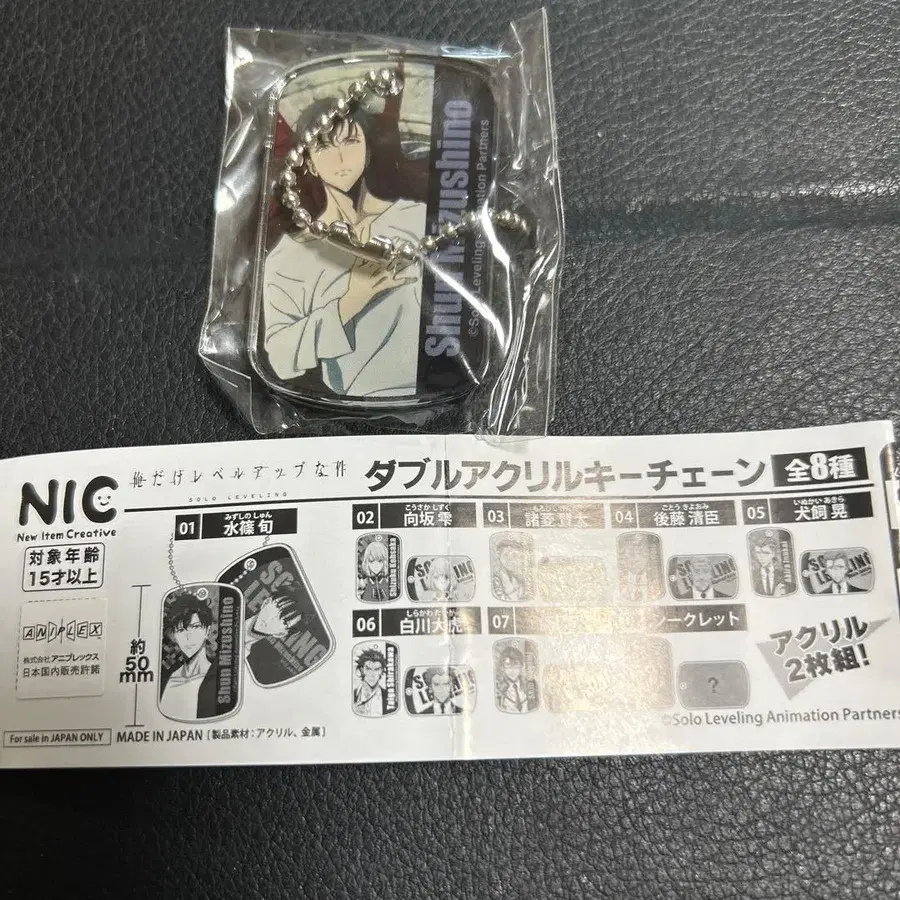 Shun Mizushino
©Solo Leveling Animation Partners
NIC
New Item Creative
俺だけレベルアップな件
SOLO LEVELING
ダブルアクリルキーチェーン
全8種
対象年齢
15才以上
ANIPLEX
株式会社アニプレックス
日本国内販売許諾
For sale in JAPAN ONLY
MADE IN JAPAN [製品素材:アクリル、金属]
01
みずしの しゅん
水篠 旬
約
50mm
Shun Mizushino
02
こうさか しずく
向坂 雫
03
諸菱 賢太
04
ごとう きよおみ
後藤 清臣
05
いぬかい あきら
犬飼 晃
06
しらかわ たいが
白川 大虎
07
シークレット
?
アクリル
2枚組!
©Solo Leveling Animation Partners